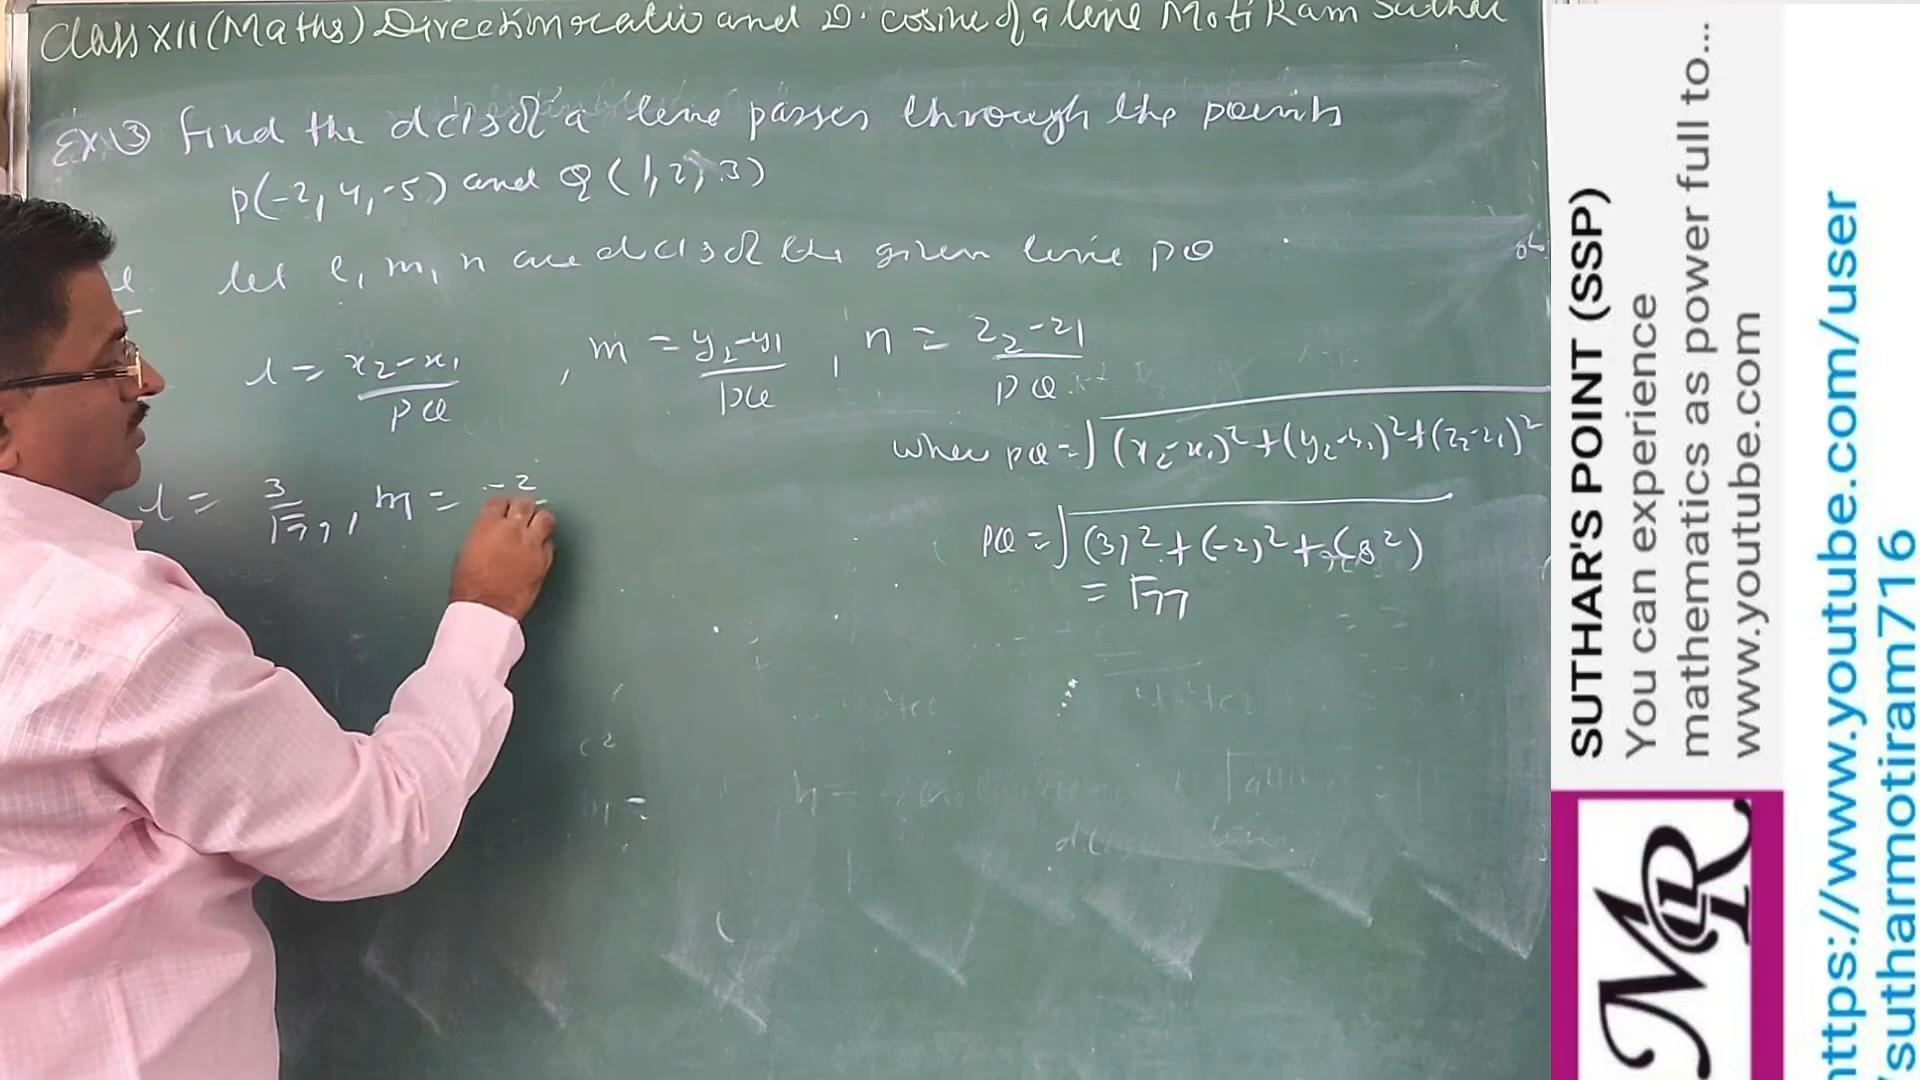 Class XII (Maths) Direction ratio and D. cosine of a line Moti Ram Suthar
Ex. 3 Find the dc's of a line passes through the points
P(-2, 4, -5) and Q (1, 2, 3)
let l, m, n are dc's of the given line PQ
l = x₂-x₁/PQ , m = y₂-y₁/PQ , n = z₂-z₁/PQ
when PQ = √(x₂-x₁)²+(y₂-y₁)²+(z₂-z₁)²
l = 3/√77, m = -2
PQ = √(3)²+(-2)²+(8²)
= √77
SUTHAR'S POINT (SSP)
You can experience
mathematics as power full to...
www.youtube.com
MR
https://www.youtube.com/user
/sutharmotiram716